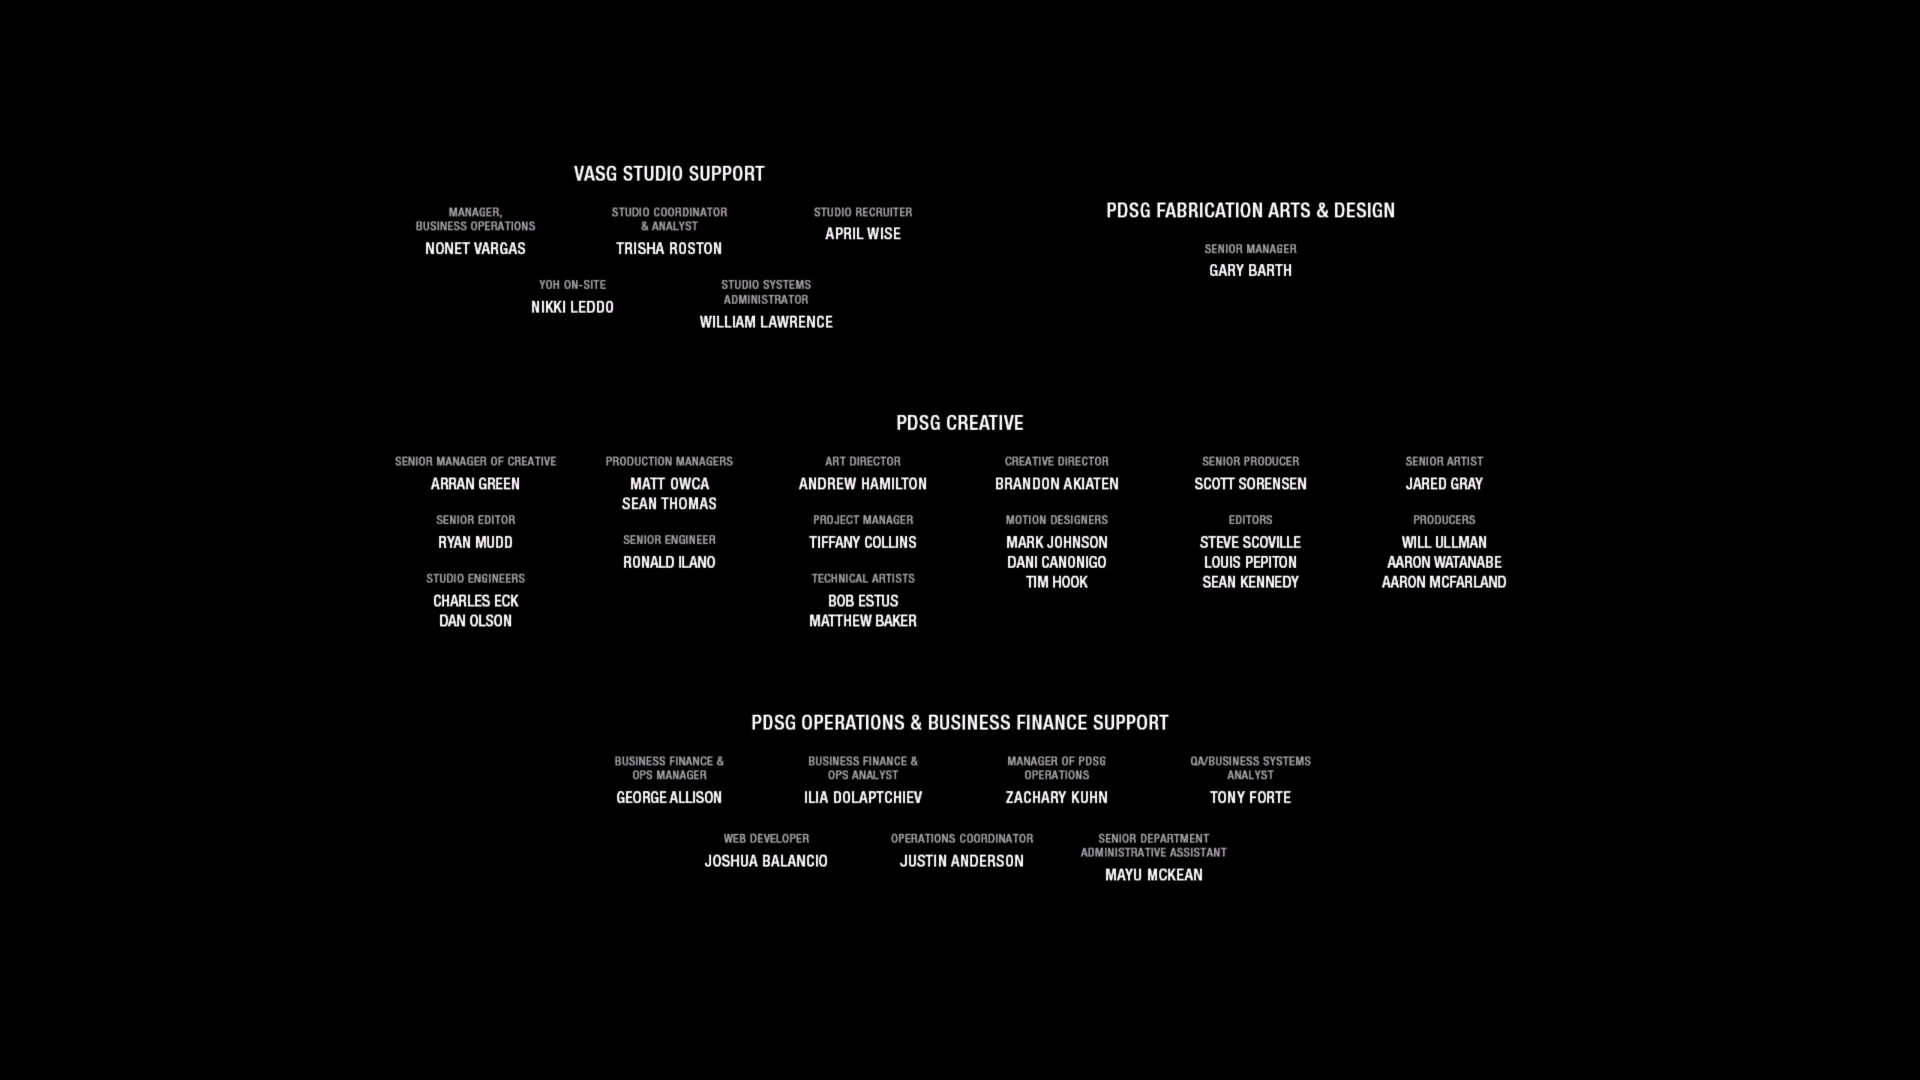 VASG STUDIO SUPPORT
MANAGER,
BUSINESS OPERATIONS
NONET VARGAS
STUDIO COORDINATOR
& ANALYST
TRISHA ROSTON
STUDIO RECRUITER
APRIL WISE
YOH ON-SITE
NIKKI LEDDO
STUDIO SYSTEMS
ADMINISTRATOR
WILLIAM LAWRENCE
PDSG FABRICATION ARTS & DESIGN
SENIOR MANAGER
GARY BARTH
PDSG CREATIVE
SENIOR MANAGER OF CREATIVE
ARRAN GREEN
SENIOR EDITOR
RYAN MUDD
STUDIO ENGINEERS
CHARLES ECK
DAN OLSON
PRODUCTION MANAGERS
MATT OWCA
SEAN THOMAS
SENIOR ENGINEER
RONALD ILANO
ART DIRECTOR
ANDREW HAMILTON
PROJECT MANAGER
TIFFANY COLLINS
TECHNICAL ARTISTS
BOB ESTUS
MATTHEW BAKER
CREATIVE DIRECTOR
BRANDON AKIATEN
MOTION DESIGNERS
MARK JOHNSON
DANI CANONIGO
TIM HOOK
SENIOR PRODUCER
SCOTT SORENSEN
EDITORS
STEVE SCOVILLE
LOUIS PEPITON
SEAN KENNEDY
SENIOR ARTIST
JARED GRAY
PRODUCERS
WILL ULLMAN
AARON WATANABE
AARON MCFARLAND
PDSG OPERATIONS & BUSINESS FINANCE SUPPORT
BUSINESS FINANCE &
OPS MANAGER
GEORGE ALLISON
BUSINESS FINANCE &
OPS ANALYST
ILIA DOLAPTCHIEV
MANAGER OF PDSG
OPERATIONS
ZACHARY KUHN
QA/BUSINESS SYSTEMS
ANALYST
TONY FORTE
WEB DEVELOPER
JOSHUA BALANCIO
OPERATIONS COORDINATOR
JUSTIN ANDERSON
SENIOR DEPARTMENT
ADMINISTRATIVE ASSISTANT
MAYU MCKEAN